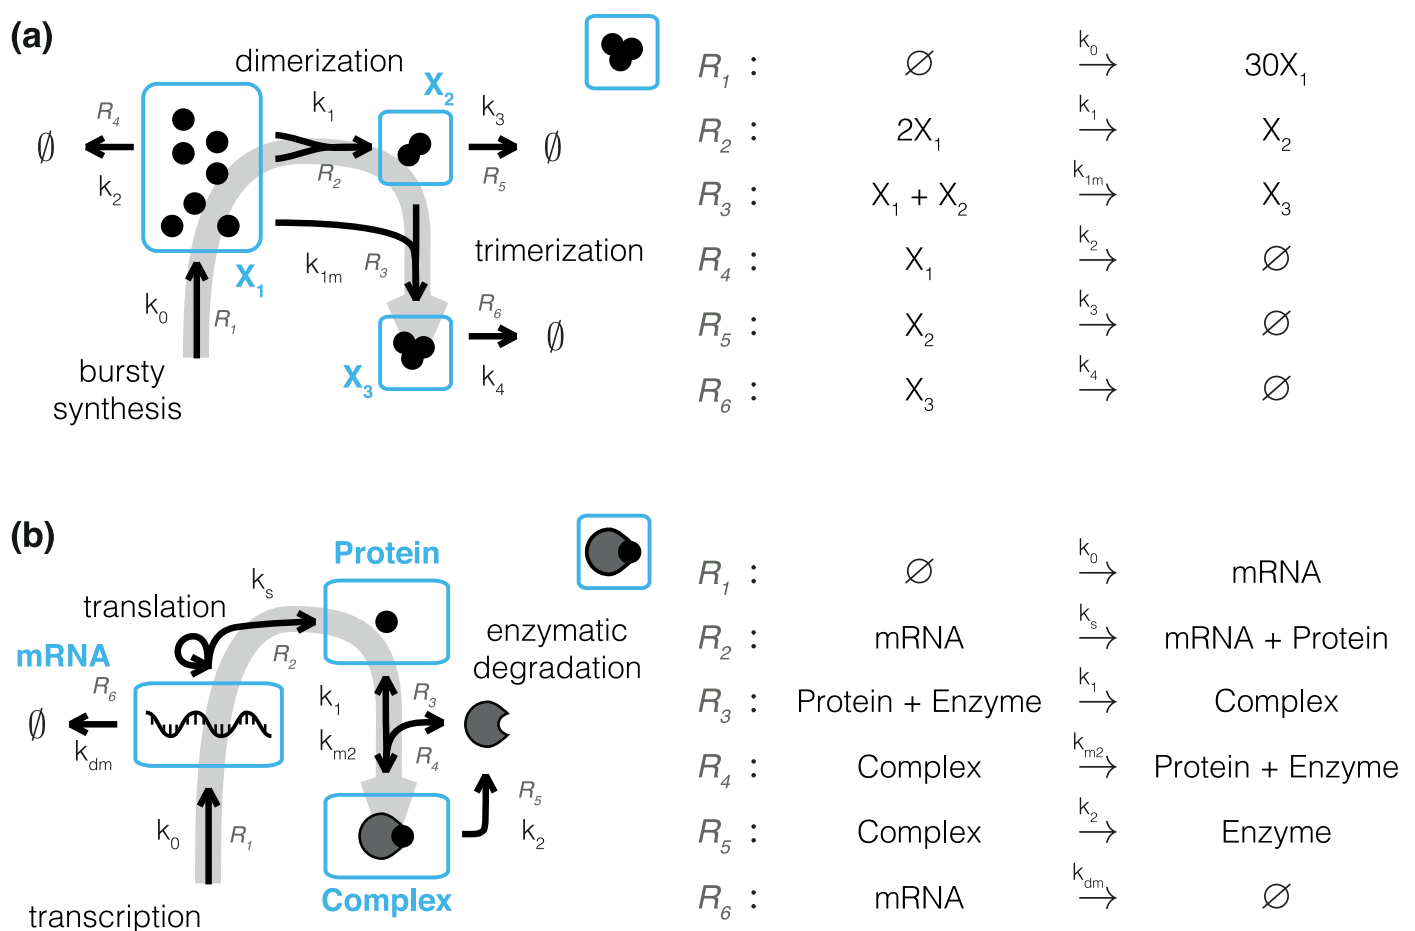 (a)
dimerization
X₂
k₁
k₃
R₄
∅
k₂
R₂
R₅
∅
X₁
k₁ₘ
R₃
trimerization
k₀
R₁
R₆
∅
X₃
k₄
bursty
synthesis
R₁ : ∅ k₀ → 30X₁
R₂ : 2X₁ k₁ → X₂
R₃ : X₁ + X₂ k₁ₘ → X₃
R₄ : X₁ k₂ → ∅
R₅ : X₂ k₃ → ∅
R₆ : X₃ k₄ → ∅
(b)
Protein
kₛ
translation
mRNA
R₂
enzymatic
degradation
R₆
∅
k_dm
k₁
R₃
k_m2
R₄
R₅
k₂
k₀
R₁
Complex
transcription
R₁ : ∅ k₀ → mRNA
R₂ : mRNA kₛ → mRNA + Protein
R₃ : Protein + Enzyme k₁ → Complex
R₄ : Complex k_m2 → Protein + Enzyme
R₅ : Complex k₂ → Enzyme
R₆ : mRNA k_dm → ∅